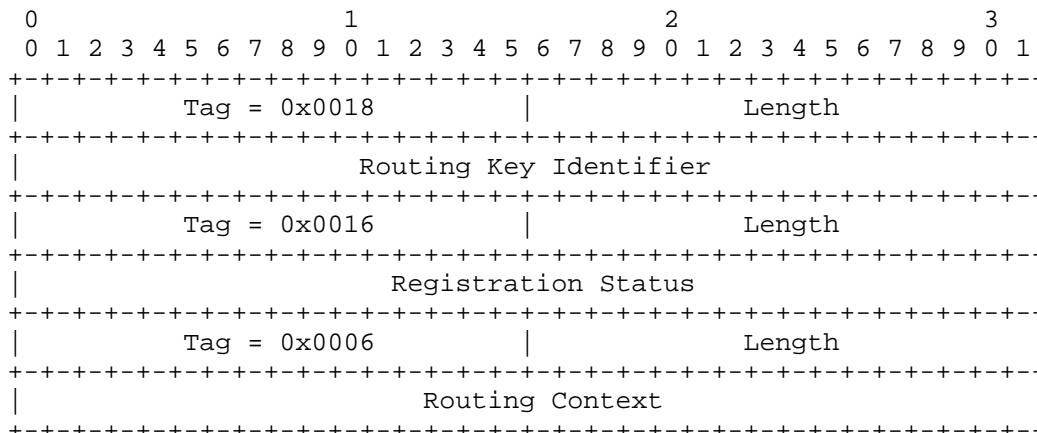 0                   1                   2                   3
 0 1 2 3 4 5 6 7 8 9 0 1 2 3 4 5 6 7 8 9 0 1 2 3 4 5 6 7 8 9 0 1
+-+-+-+-+-+-+-+-+-+-+-+-+-+-+-+-+-+-+-+-+-+-+-+-+-+-+-+-+-+-+-+--
|          Tag = 0x0018         |             Length
+-+-+-+-+-+-+-+-+-+-+-+-+-+-+-+-+-+-+-+-+-+-+-+-+-+-+-+-+-+-+-+--
|                     Routing Key Identifier
+-+-+-+-+-+-+-+-+-+-+-+-+-+-+-+-+-+-+-+-+-+-+-+-+-+-+-+-+-+-+-+--
|          Tag = 0x0016         |             Length
+-+-+-+-+-+-+-+-+-+-+-+-+-+-+-+-+-+-+-+-+-+-+-+-+-+-+-+-+-+-+-+--
|                       Registration Status
+-+-+-+-+-+-+-+-+-+-+-+-+-+-+-+-+-+-+-+-+-+-+-+-+-+-+-+-+-+-+-+--
|          Tag = 0x0006         |             Length
+-+-+-+-+-+-+-+-+-+-+-+-+-+-+-+-+-+-+-+-+-+-+-+-+-+-+-+-+-+-+-+--
|                         Routing Context
+-+-+-+-+-+-+-+-+-+-+-+-+-+-+-+-+-+-+-+-+-+-+-+-+-+-+-+-+-+-+-+--